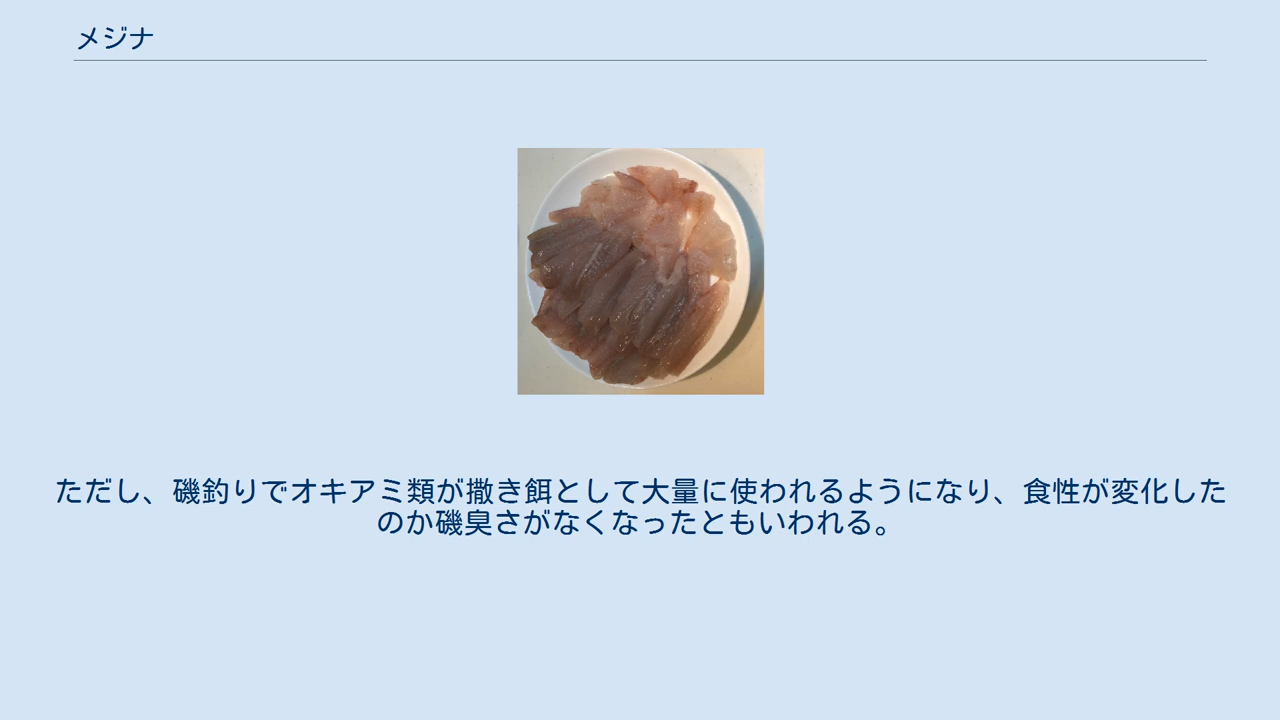 メジナ
ただし、磯釣りでオキアミ類が撒き餌として大量に使われるようになり、食性が変化した
のか磯臭さがなくなったともいわれる。